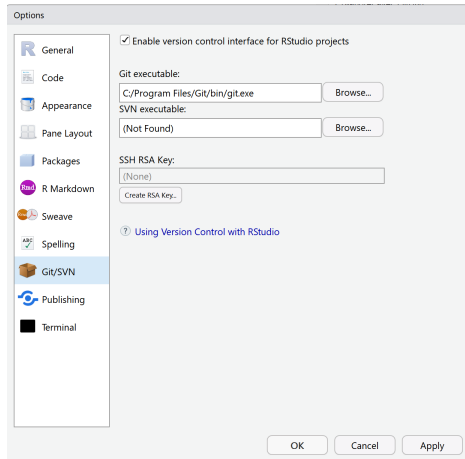 Options
General
Code
Appearance
Pane Layout
Packages
Rmd
R Markdown
Sweave
ABC
Spelling
Git/SVN
Publishing
Terminal
Enable version control interface for RStudio projects
Git executable:
C:/Program Files/Git/bin/git.exe
Browse...
SVN executable:
(Not Found)
Browse...
SSH RSA Key:
(None)
Create RSA Key...
? Using Version Control with RStudio
OK
Cancel
Apply